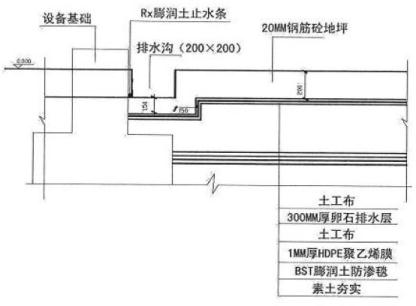 设备基础
Rx膨润土止水条
排水沟(200×200)
20MM钢筋砼地坪
0.000
154
150
200
土工布
300MM厚卵石排水层
土工布
1MM厚HDPE聚乙烯膜
BST膨润土防渗毯
素土夯实